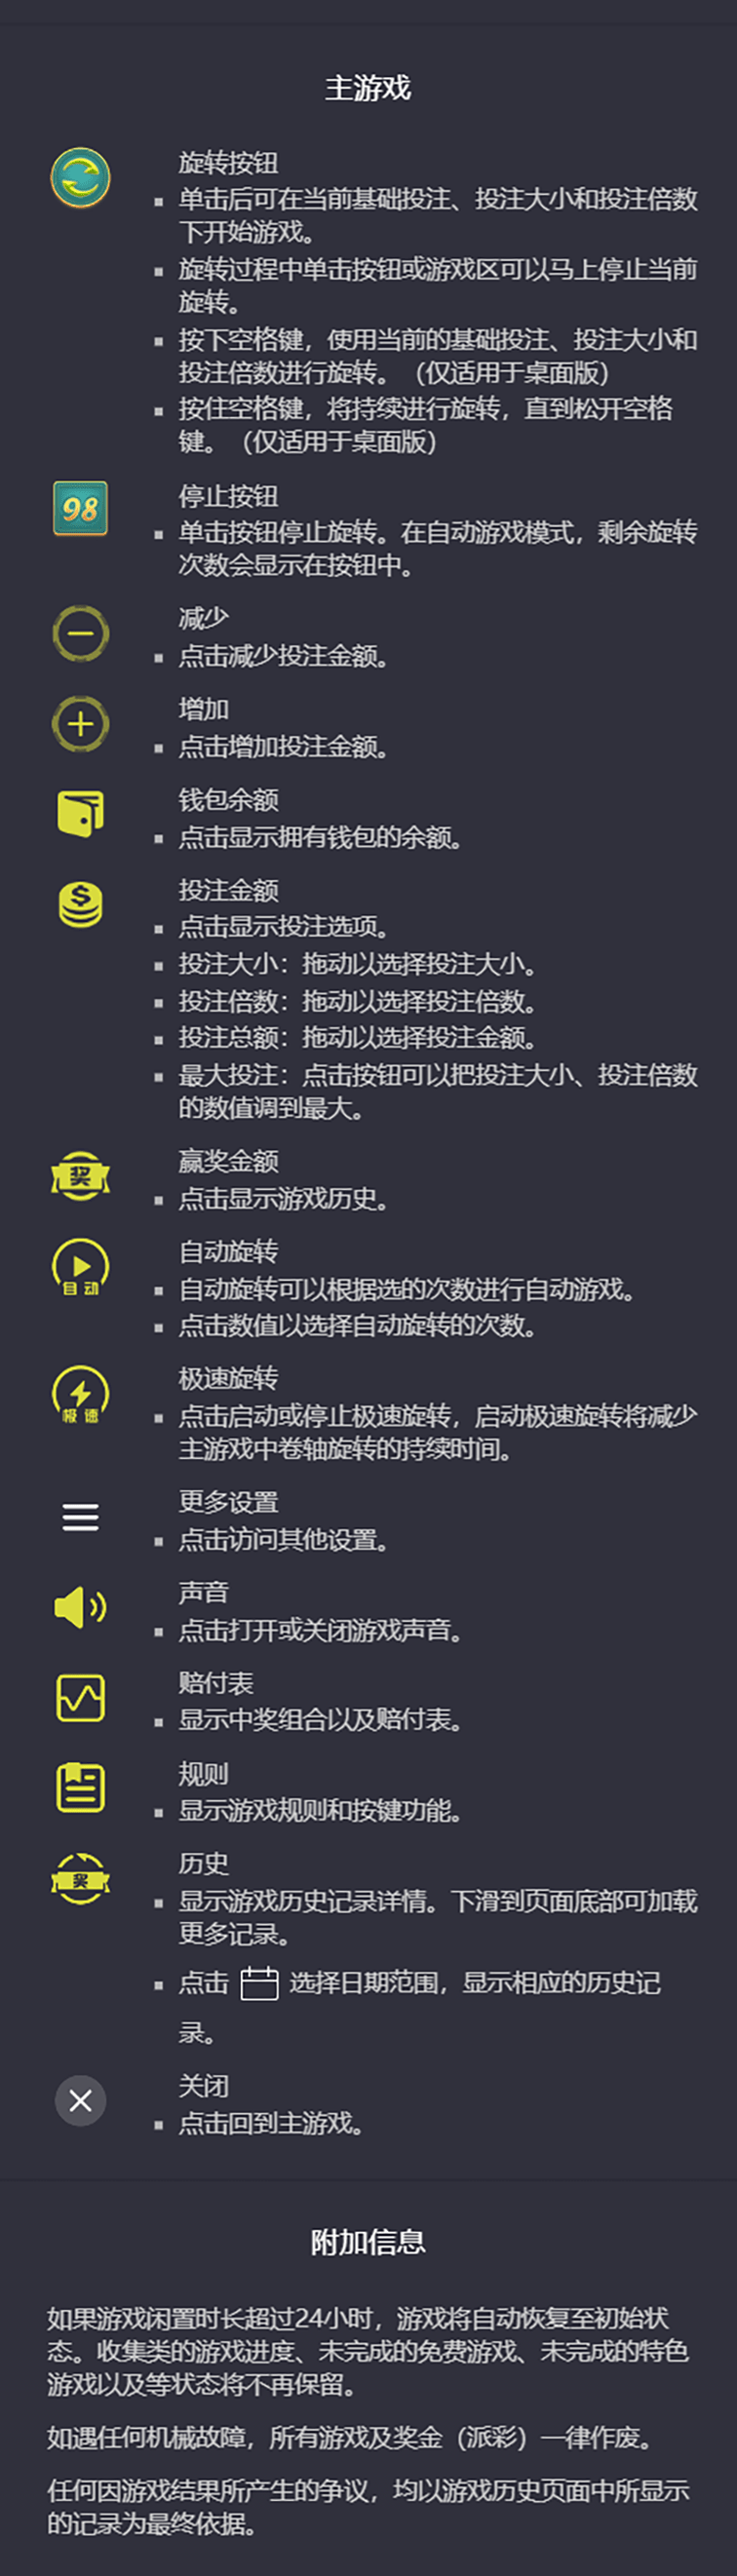 主游戏
旋转按钮
▪ 单击后可在当前基础投注、投注大小和投注倍数
下开始游戏。
▪ 旋转过程中单击按钮或游戏区可以马上停止当前
旋转。
▪ 按下空格键，使用当前的基础投注、投注大小和
投注倍数进行旋转。（仅适用于桌面版）
▪ 按住空格键，将持续进行旋转，直到松开空格
键。（仅适用于桌面版）
98
停止按钮
▪ 单击按钮停止旋转。在自动游戏模式，剩余旋转
次数会显示在按钮中。
减少
▪ 点击减少投注金额。
增加
▪ 点击增加投注金额。
钱包余额
▪ 点击显示拥有钱包的余额。
$
投注金额
▪ 点击显示投注选项。
▪ 投注大小：拖动以选择投注大小。
▪ 投注倍数：拖动以选择投注倍数。
▪ 投注总额：拖动以选择投注金额。
▪ 最大投注：点击按钮可以把投注大小、投注倍数
的数值调到最大。
奖
赢奖金额
▪ 点击显示游戏历史。
自动
自动旋转
▪ 自动旋转可以根据选的次数进行自动游戏。
▪ 点击数值以选择自动旋转的次数。
极速
极速旋转
▪ 点击启动或停止极速旋转，启动极速旋转将减少
主游戏中卷轴旋转的持续时间。
更多设置
▪ 点击访问其他设置。
声音
▪ 点击打开或关闭游戏声音。
赔付表
▪ 显示中奖组合以及赔付表。
规则
▪ 显示游戏规则和按键功能。
奖
历史
▪ 显示游戏历史记录详情。下滑到页面底部可加载
更多记录。
▪ 点击 选择日期范围，显示相应的历史记
录。
关闭
▪ 点击回到主游戏。
附加信息
如果游戏闲置时长超过24小时，游戏将自动恢复至初始状
态。收集类的游戏进度、未完成的免费游戏、未完成的特色
游戏以及等状态将不再保留。
如遇任何机械故障，所有游戏及奖金（派彩）一律作废。
任何因游戏结果所产生的争议，均以游戏历史页面中所显示
的记录为最终依据。